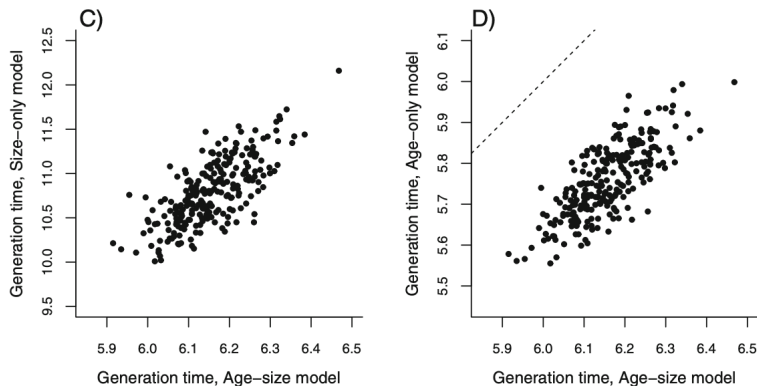 C)
Generation time, Size−only model
12.5
12.0
11.5
11.0
10.5
10.0
9.5
5.9 6.0 6.1 6.2 6.3 6.4 6.5
Generation time, Age−size model
D)
Generation time, Age−only model
6.1
6.0
5.9
5.8
5.7
5.6
5.5
5.9 6.0 6.1 6.2 6.3 6.4 6.5
Generation time, Age−size model